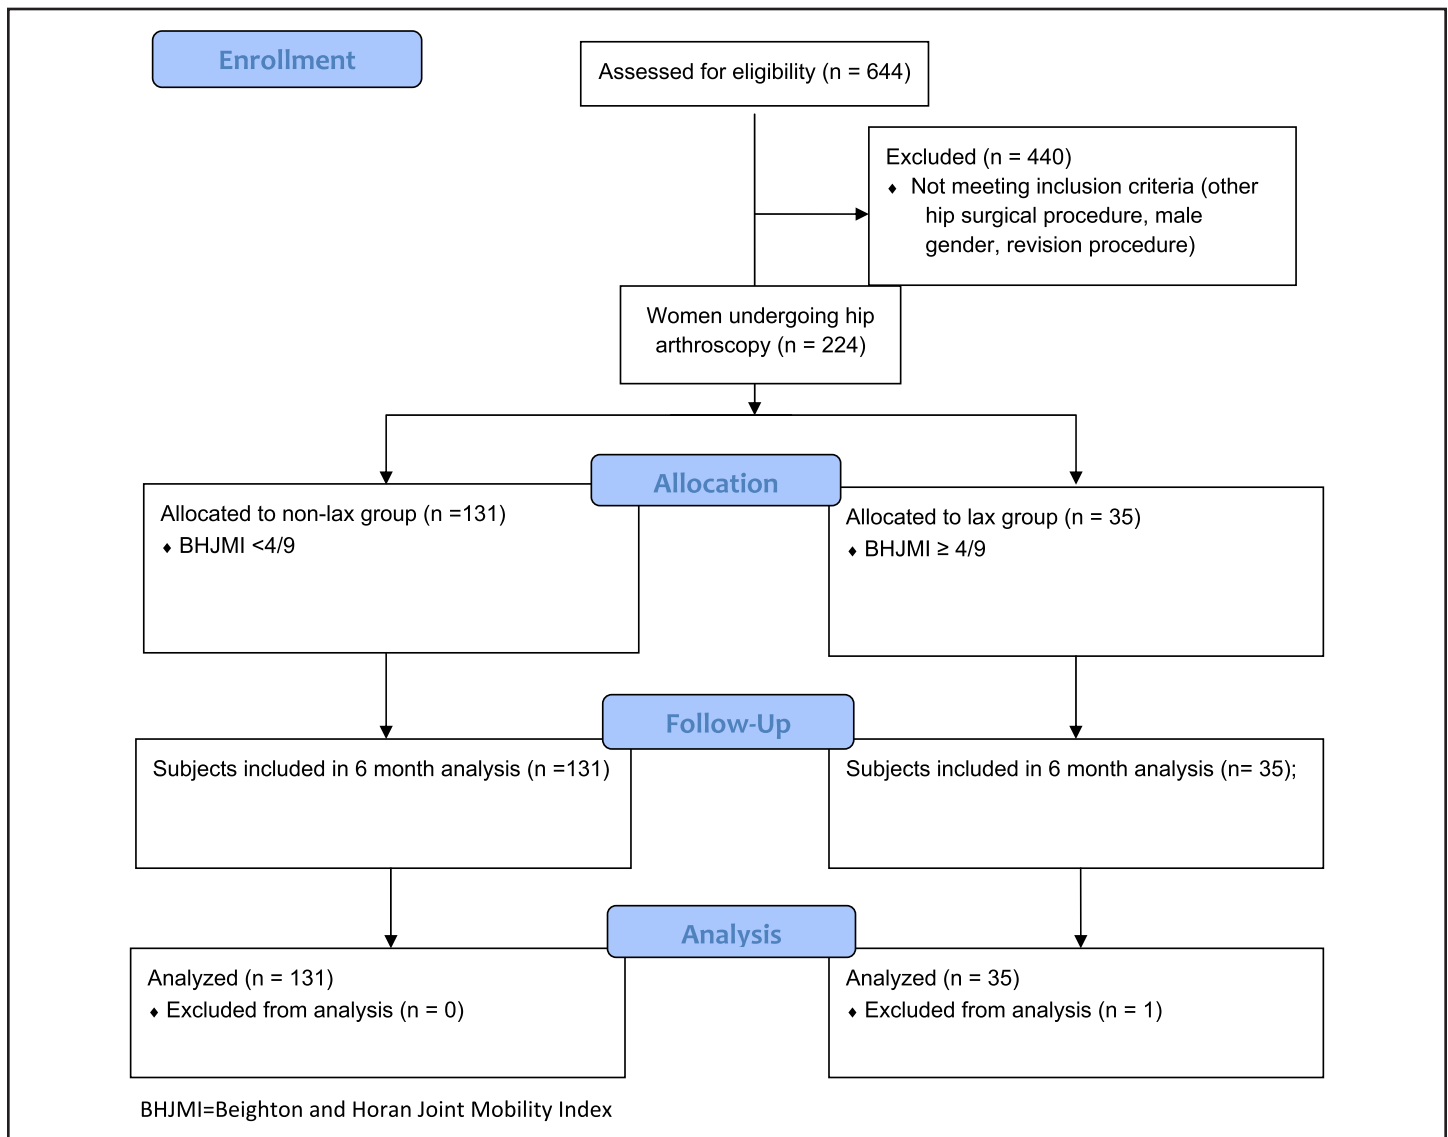 Enrollment
Assessed for eligibility (n = 644)
Excluded (n = 440)
♦ Not meeting inclusion criteria (other
hip surgical procedure, male
gender, revision procedure)
Women undergoing hip
arthroscopy (n = 224)
Allocation
Allocated to non-lax group (n =131)
♦ BHJMI <4/9
Allocated to lax group (n = 35)
♦ BHJMI ≥ 4/9
Follow-Up
Subjects included in 6 month analysis (n =131)
Subjects included in 6 month analysis (n= 35);
Analysis
Analyzed (n = 131)
♦ Excluded from analysis (n = 0)
Analyzed (n = 35)
♦ Excluded from analysis (n = 1)
BHJMI=Beighton and Horan Joint Mobility Index